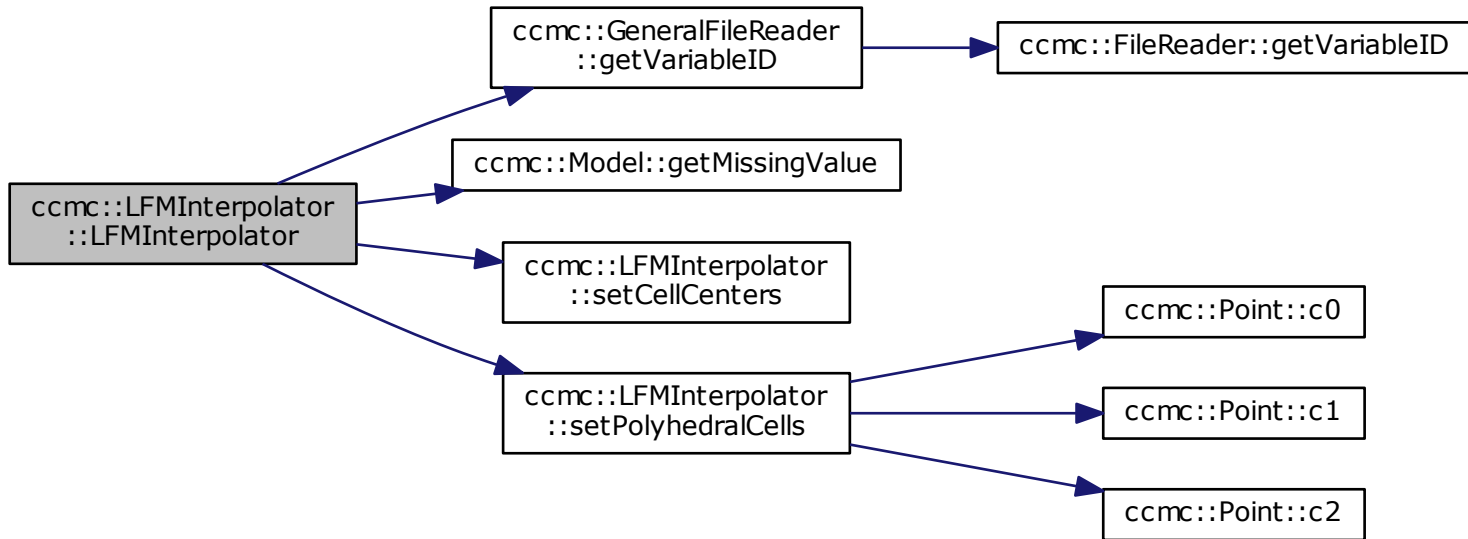 ccmc::GeneralFileReader
::getVariableID
ccmc::FileReader::getVariableID
ccmc::Model::getMissingValue
ccmc::LFMInterpolator
::LFMInterpolator
ccmc::LFMInterpolator
::setCellCenters
ccmc::Point::c0
ccmc::LFMInterpolator
::setPolyhedralCells
ccmc::Point::c1
ccmc::Point::c2